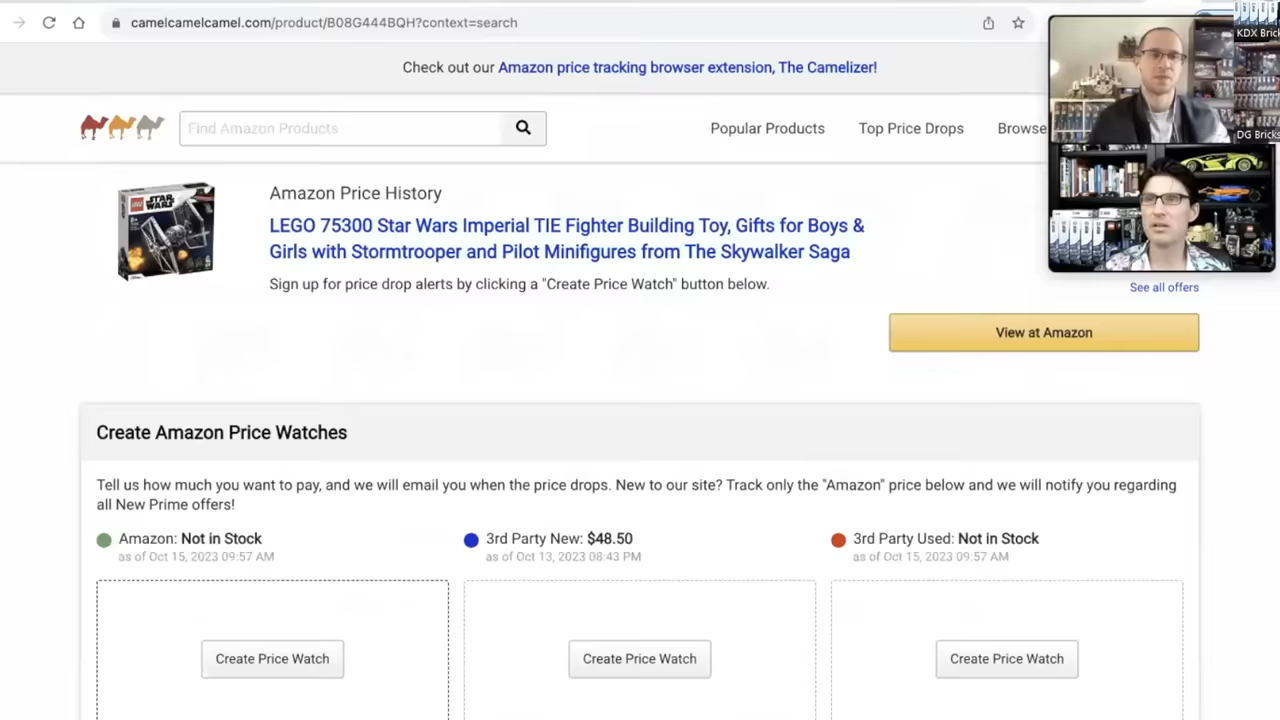 camelcamelcamel.com/product/B08G444BQH?context=search
KDX Brick
Check out our Amazon price tracking browser extension, The Camelizer!
Find Amazon Products
Popular Products
Top Price Drops
Browse
DG Bricks
LEGO
STAR WARS
Amazon Price History
LEGO 75300 Star Wars Imperial TIE Fighter Building Toy, Gifts for Boys &
Girls with Stormtrooper and Pilot Minifigures from The Skywalker Saga
Sign up for price drop alerts by clicking a "Create Price Watch" button below.
See all offers
View at Amazon
Create Amazon Price Watches
Tell us how much you want to pay, and we will email you when the price drops. New to our site? Track only the "Amazon" price below and we will notify you regarding
all New Prime offers!
Amazon: Not in Stock
as of Oct 15, 2023 09:57 AM
3rd Party New: $48.50
as of Oct 13, 2023 08:43 PM
3rd Party Used: Not in Stock
as of Oct 15, 2023 09:57 AM
Create Price Watch
Create Price Watch
Create Price Watch